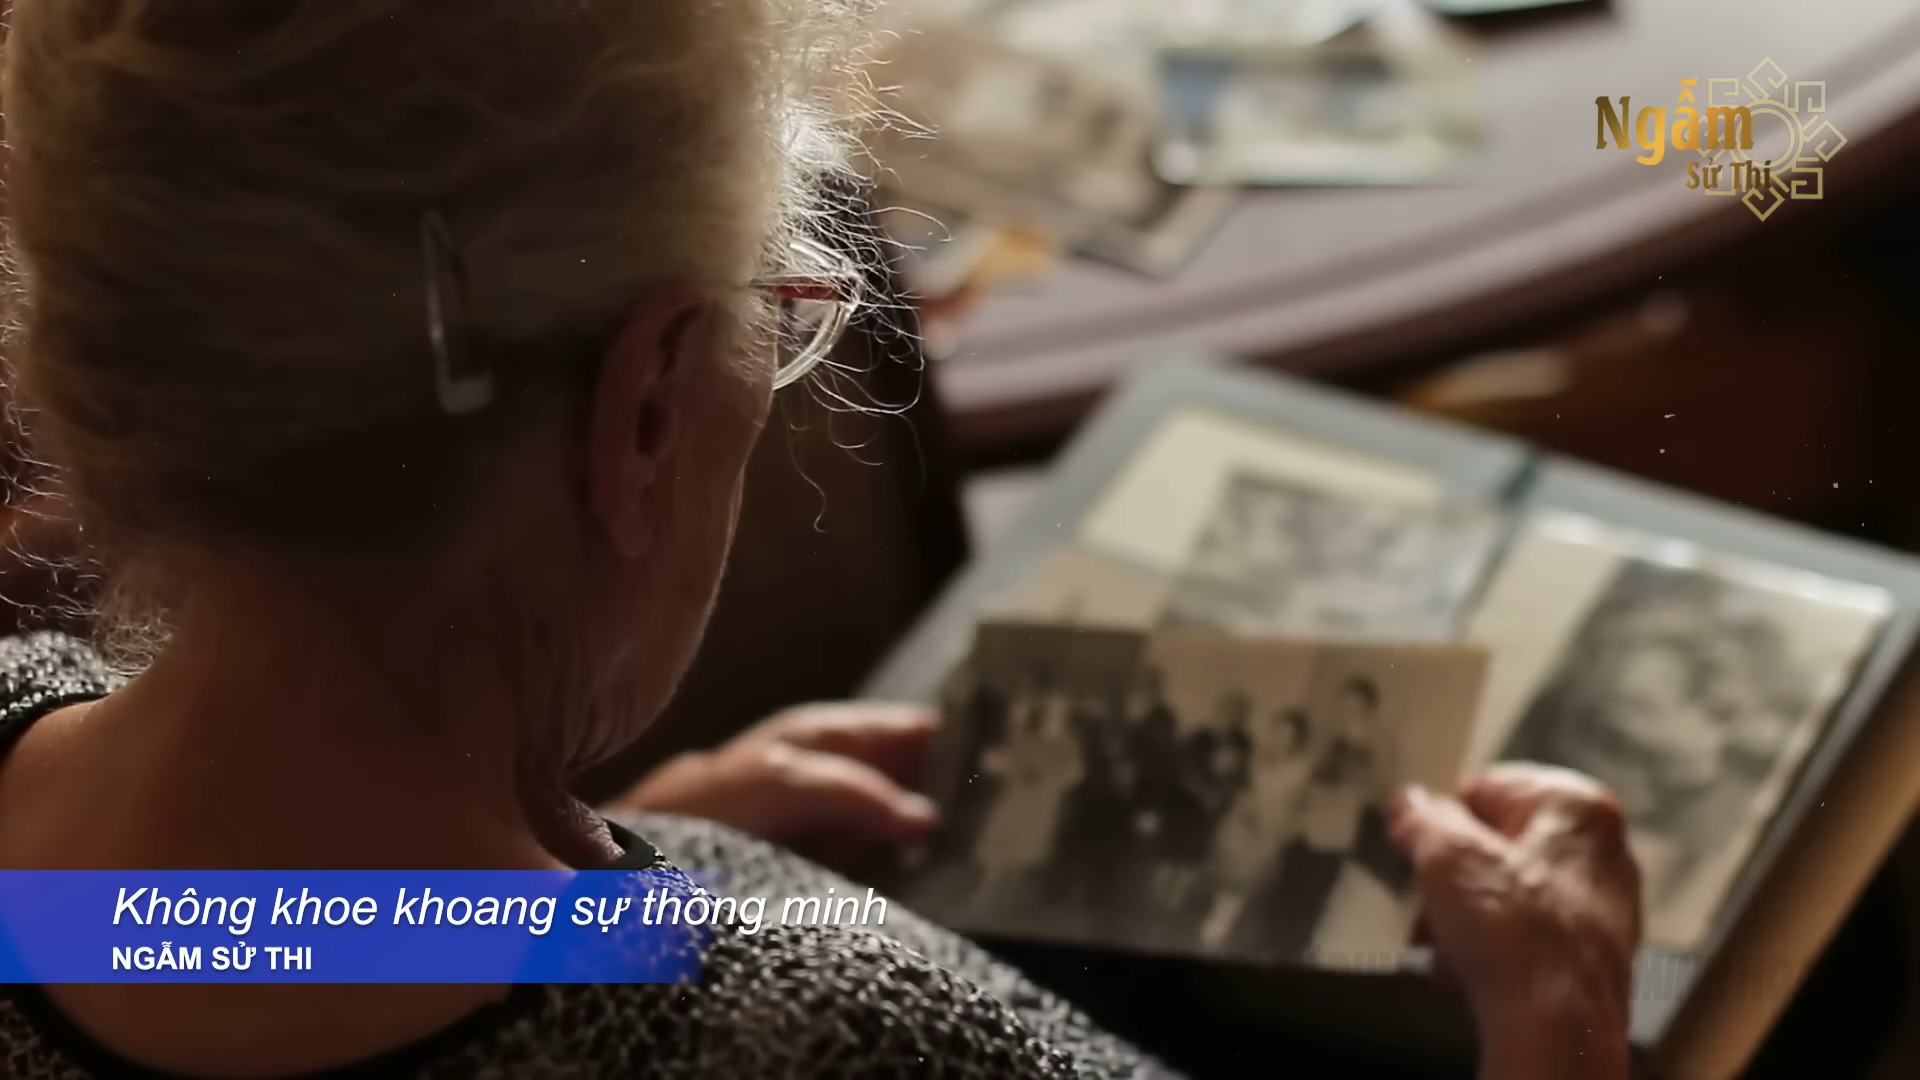 Ngẫm
Sử Thi
Không khoe khoang sự thông minh
NGẪM SỬ THI